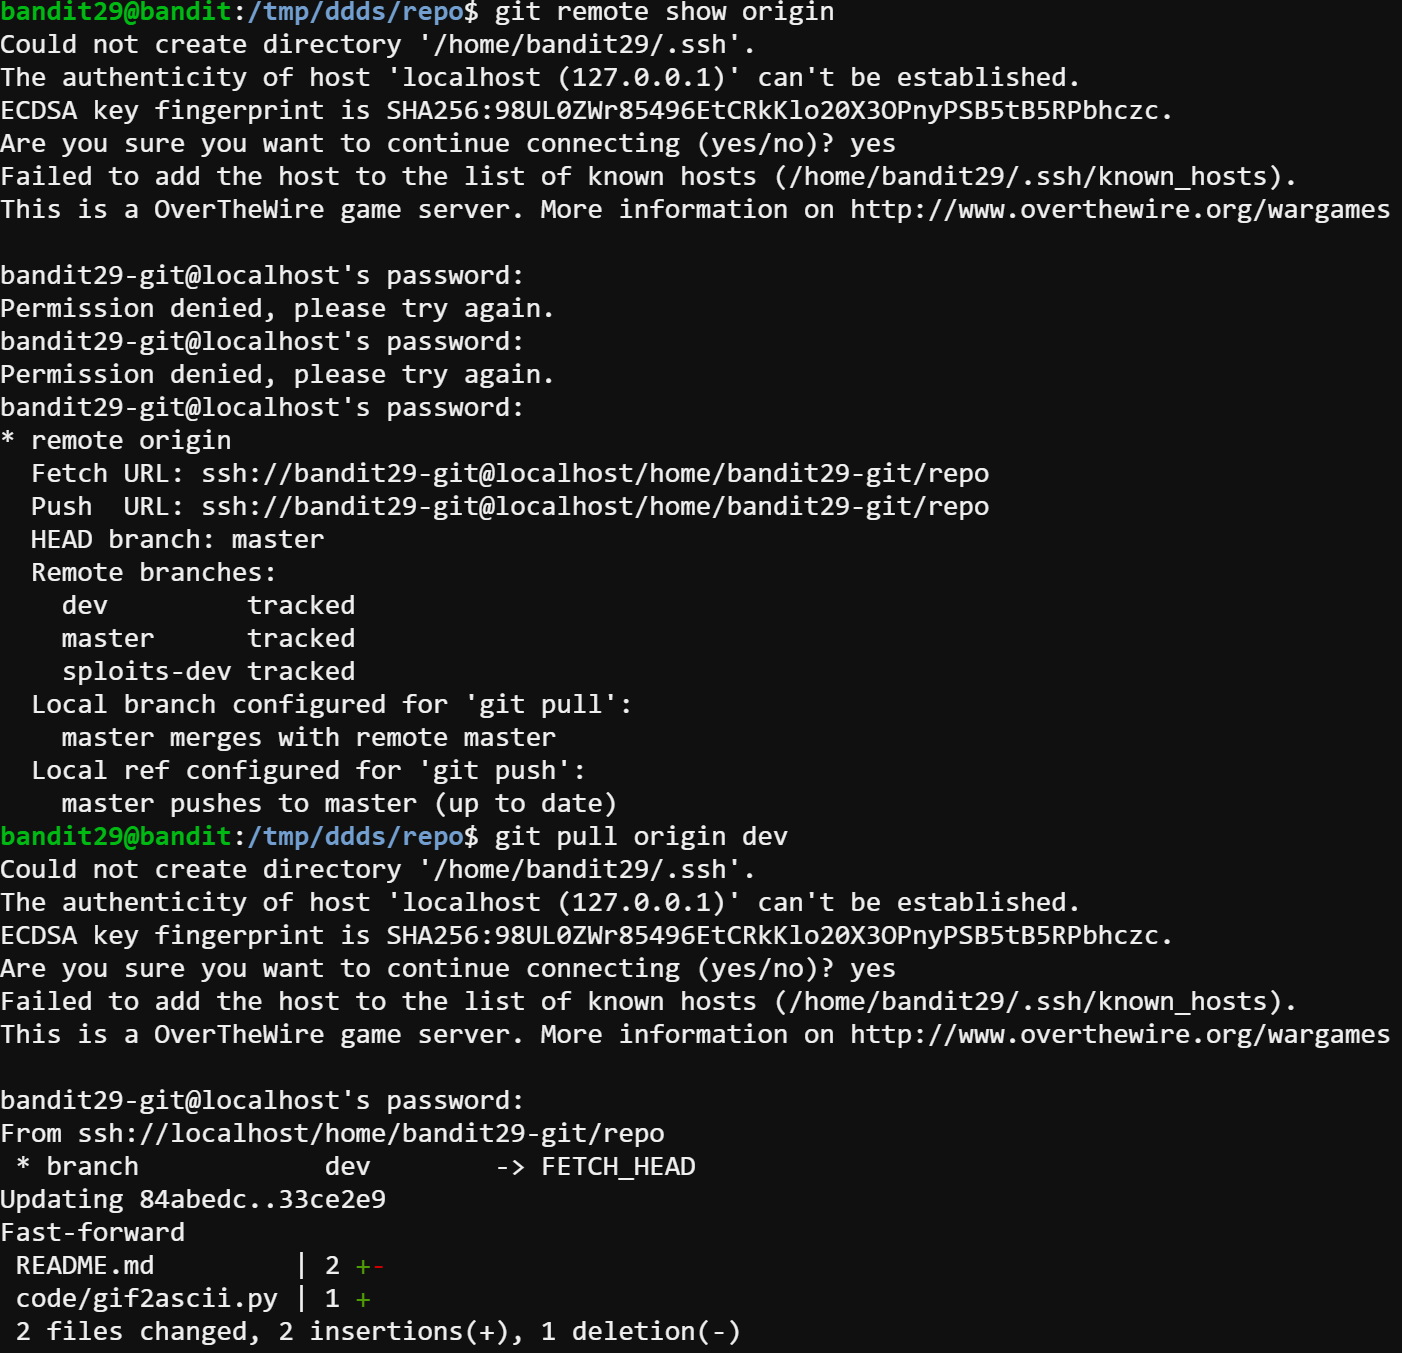 bandit29@bandit:/tmp/ddds/repo$ git remote show origin
Could not create directory '/home/bandit29/.ssh'.
The authenticity of host 'localhost (127.0.0.1)' can't be established.
ECDSA key fingerprint is SHA256:98UL0ZWr85496EtCRkKlo20X3OPnyPSB5tB5RPbhczc.
Are you sure you want to continue connecting (yes/no)? yes
Failed to add the host to the list of known hosts (/home/bandit29/.ssh/known_hosts).
This is a OverTheWire game server. More information on http://www.overthewire.org/wargames
bandit29-git@localhost's password:
Permission denied, please try again.
bandit29-git@localhost's password:
Permission denied, please try again.
bandit29-git@localhost's password:
* remote origin
  Fetch URL: ssh://bandit29-git@localhost/home/bandit29-git/repo
  Push  URL: ssh://bandit29-git@localhost/home/bandit29-git/repo
  HEAD branch: master
  Remote branches:
    dev         tracked
    master      tracked
    sploits-dev tracked
  Local branch configured for 'git pull':
    master merges with remote master
  Local ref configured for 'git push':
    master pushes to master (up to date)
bandit29@bandit:/tmp/ddds/repo$ git pull origin dev
Could not create directory '/home/bandit29/.ssh'.
The authenticity of host 'localhost (127.0.0.1)' can't be established.
ECDSA key fingerprint is SHA256:98UL0ZWr85496EtCRkKlo20X3OPnyPSB5tB5RPbhczc.
Are you sure you want to continue connecting (yes/no)? yes
Failed to add the host to the list of known hosts (/home/bandit29/.ssh/known_hosts).
This is a OverTheWire game server. More information on http://www.overthewire.org/wargames
bandit29-git@localhost's password:
From ssh://localhost/home/bandit29-git/repo
 * branch            dev        -> FETCH_HEAD
Updating 84abedc..33ce2e9
Fast-forward
 README.md         | 2 +-
 code/gif2ascii.py | 1 +
 2 files changed, 2 insertions(+), 1 deletion(-)